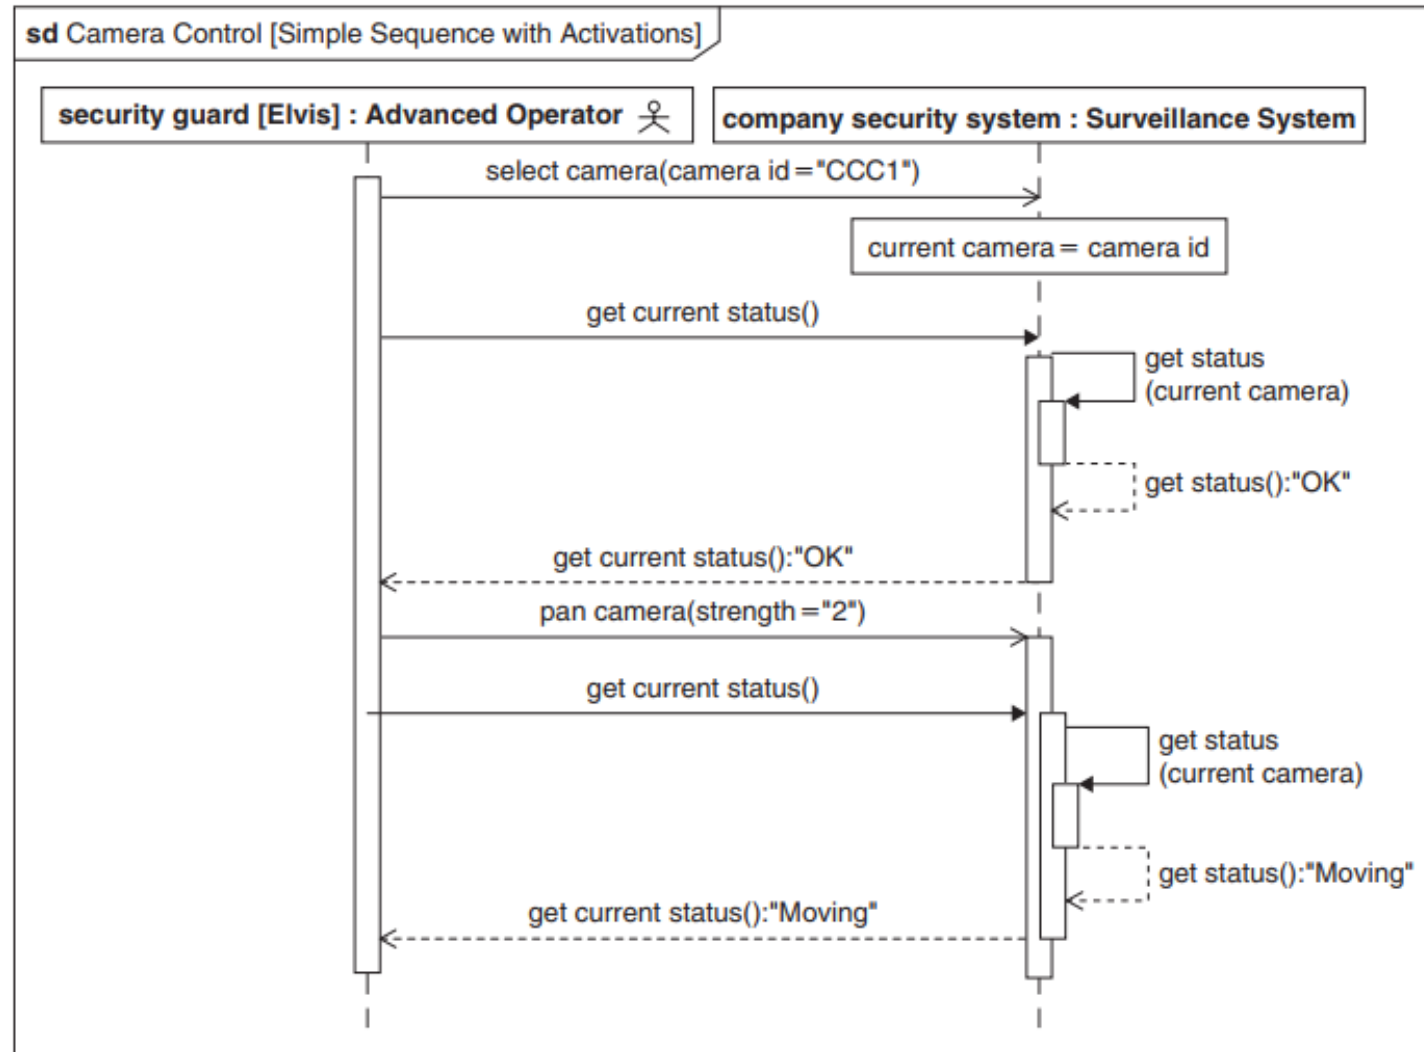 sd Camera Control [Simple Sequence with Activations]
security guard [Elvis] : Advanced Operator
company security system : Surveillance System
select camera(camera id="CCC1")
current camera= camera id
get current status()
get status
(current camera)
get status():"OK"
get current status():"OK"
pan camera(strength="2")
get current status()
get status
(current camera)
get status():"Moving"
get current status():"Moving"